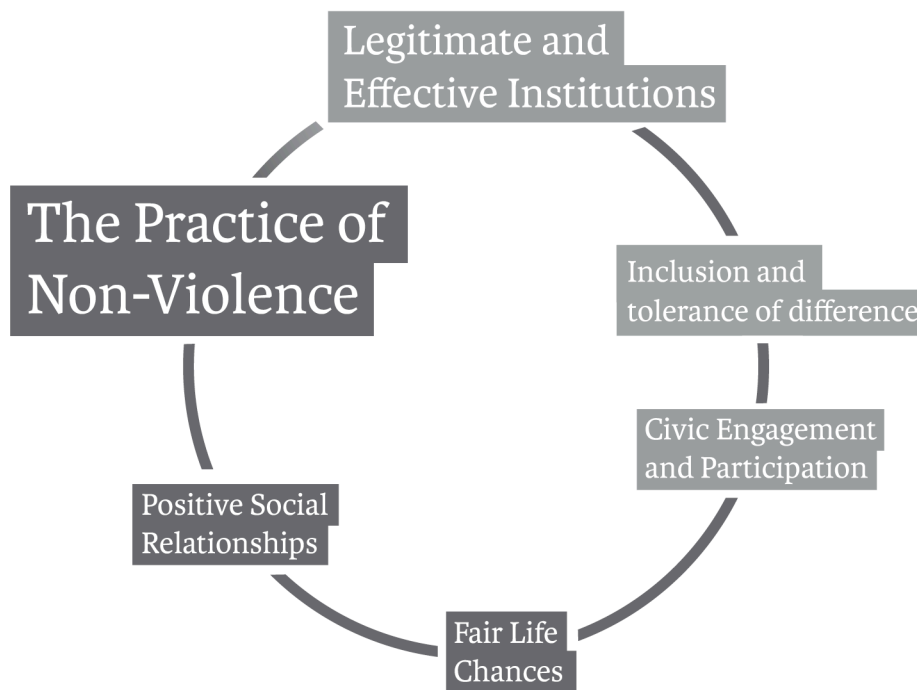 Legitimate and
Effective Institutions
The Practice of
Non-Violence
Inclusion and
tolerance of difference
Civic Engagement
and Participation
Positive Social
Relationships
Fair Life
Chances